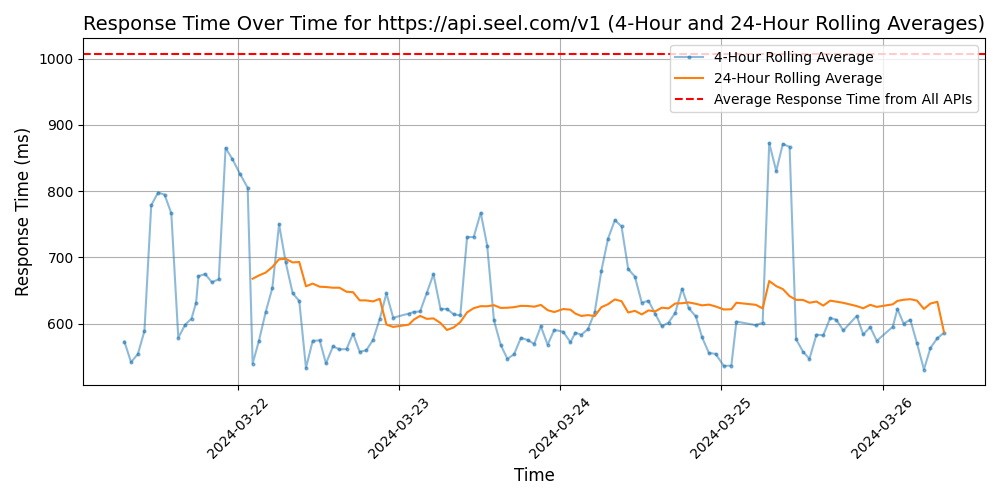 Response Time Over Time for https://api.seel.com/v1 (4-Hour and 24-Hour Rolling Averages)
4-Hour Rolling Average
24-Hour Rolling Average
Average Response Time from All APIs
Response Time (ms)
1000
900
800
700
600
2024-03-22
2024-03-23
2024-03-24
2024-03-25
2024-03-26
Time